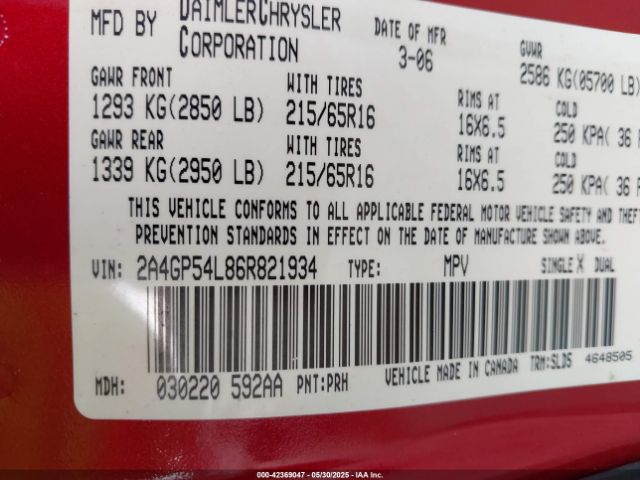 MFD BY DAIMLERCHRYSLER CORPORATION DATE OF MFR 3-06 GVWR 2586 KG(05700 LB)
GAWR FRONT WITH TIRES RIMS AT COLD
1293 KG(2850 LB) 215/65R16 16X6.5 250 KPA( 36
GAWR REAR WITH TIRES RIMS AT COLD
1339 KG(2950 LB) 215/65R16 16X6.5 250 KPA( 36
THIS VEHICLE CONFORMS TO ALL APPLICABLE FEDERAL MOTOR VEHICLE SAFETY AND THEFT
PREVENTION STANDARDS IN EFFECT ON THE DATE OF MANUFACTURE SHOWN ABOVE.
VIN: 2A4GP54L86R821934 TYPE: MPV SINGLE X DUAL
MDH: 030220 592AA PNT:PRH VEHICLE MADE IN CANADA TRM:SLD5 4648505
000-42369047 - 05/30/2025 - IAA Inc.